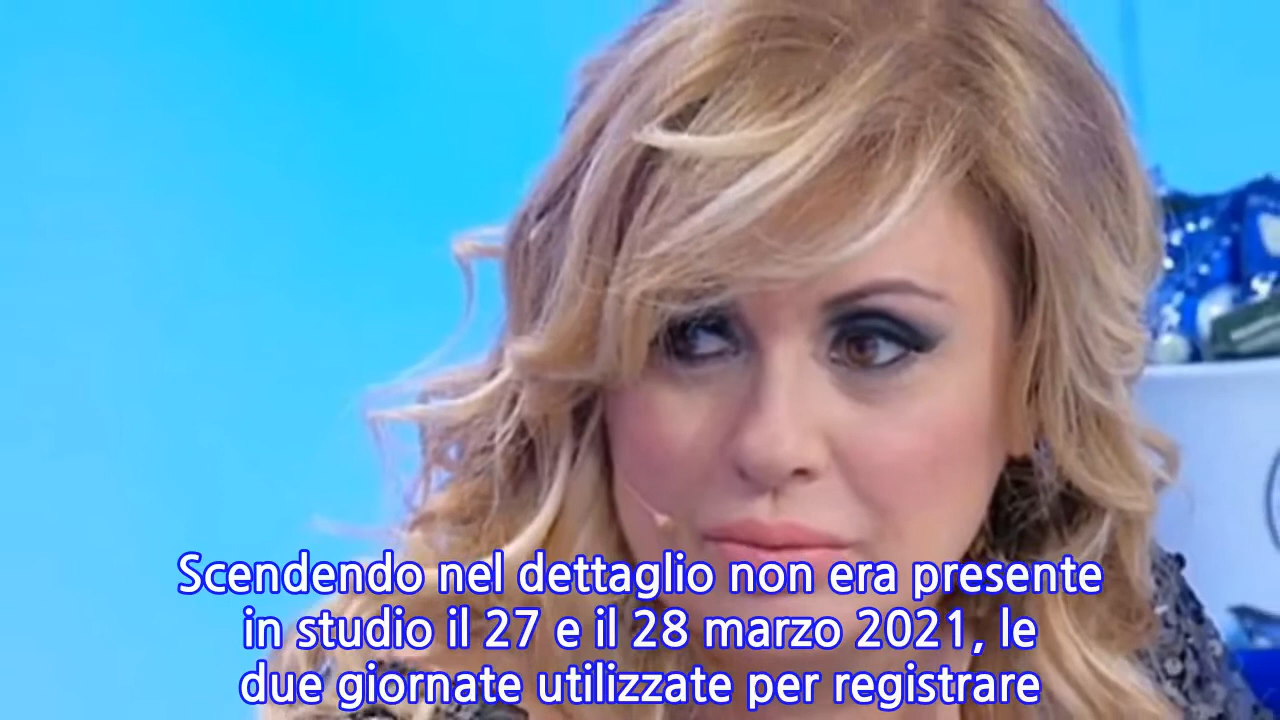 Scendendo nel dettaglio non era presente
in studio il 27 e il 28 marzo 2021, le
due giornate utilizzate per registrare